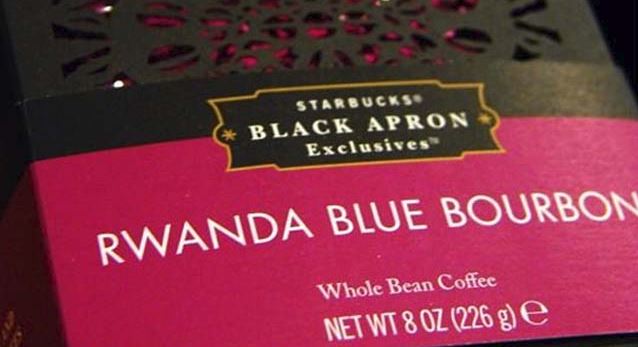 STARBUCKS®
BLACK APRON
Exclusives™
RWANDA BLUE BOURBON
Whole Bean Coffee
NET WT 8 OZ (226 g) ℮